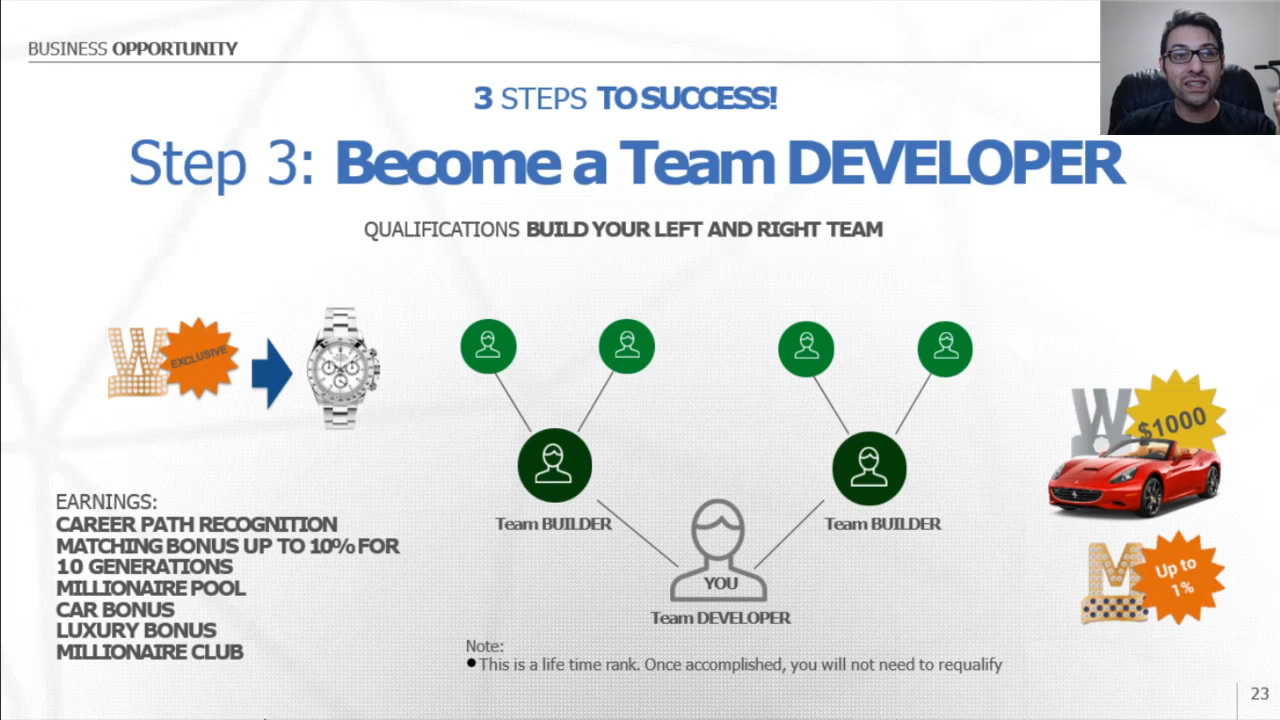 BUSINESS OPPORTUNITY
3 STEPS TO SUCCESS!
Step 3: Become a Team DEVELOPER
QUALIFICATIONS BUILD YOUR LEFT AND RIGHT TEAM
W
EXCLUSIVE
W
$1000
EARNINGS:
CAREER PATH RECOGNITION
MATCHING BONUS UP TO 10% FOR
10 GENERATIONS
MILLIONAIRE POOL
CAR BONUS
LUXURY BONUS
MILLIONAIRE CLUB
Team BUILDER
Team BUILDER
YOU
Team DEVELOPER
M
Up to
1%
Note:
• This is a life time rank. Once accomplished, you will not need to requalify
23